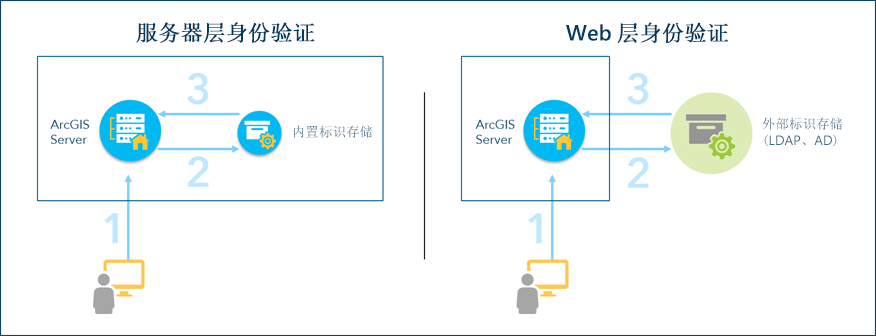 服务器层身份验证
ArcGIS
Server
3
内置标识存储
2
1
Web 层身份验证
ArcGIS
Server
3
外部标识存储
(LDAP、AD)
2
1